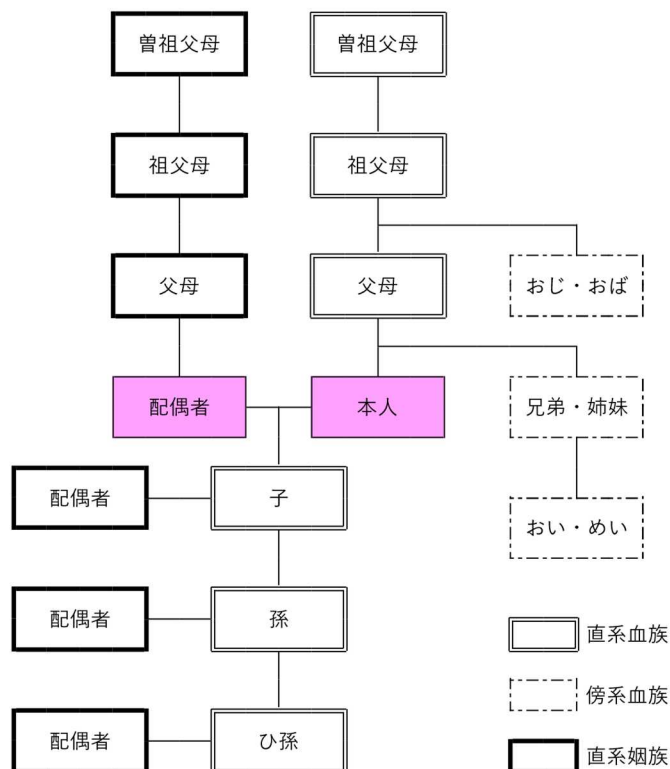 曽祖父母 曽祖父母
祖父母 祖父母
父母 父母 おじ・おば
配偶者 本人 兄弟・姉妹
配偶者 子
おい・めい
配偶者 孫
直系血族
傍系血族
配偶者 ひ孫
直系姻族